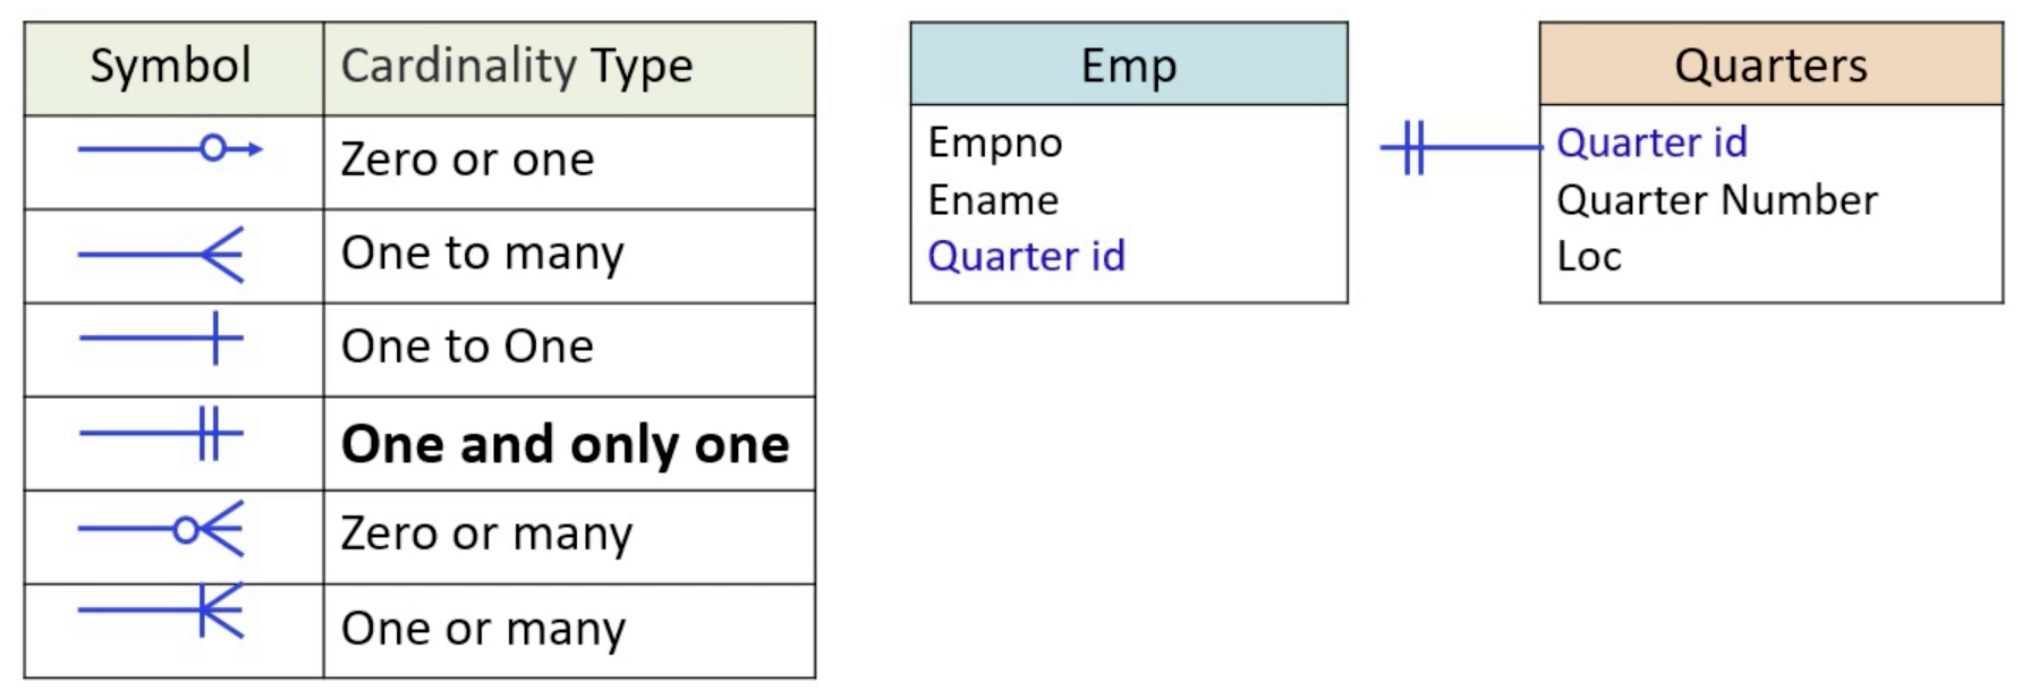 Symbol Cardinality Type
Zero or one
One to many
One to One
One and only one
Zero or many
One or many
Emp
Empno
Ename
Quarter id
Quarters
Quarter id
Quarter Number
Loc